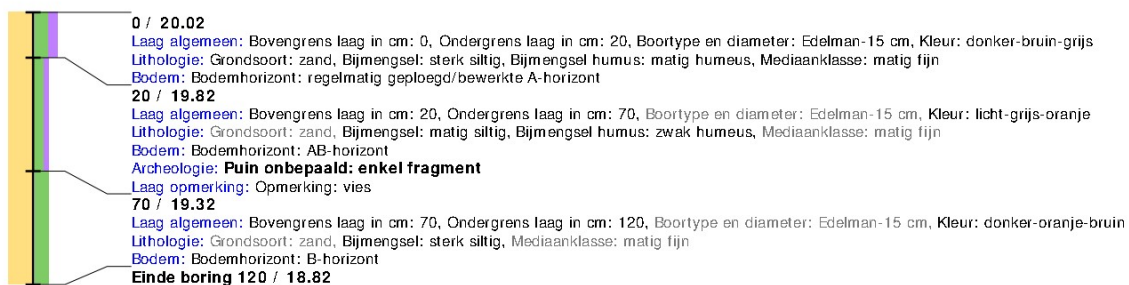 0 / 20.02
Laag algemeen: Bovengrens laag in cm: 0, Ondergrens laag in cm: 20, Boortype en diameter: Edelman-15 cm, Kleur: donker-bruin-grijs
Lithologie: Grondsoort: zand, Bijmengsel: sterk siltig, Bijmengsel humus: matig humeus, Mediaanklasse: matig fijn
Bodem: Bodemhorizont: regelmatig geploegd/bewerkte A-horizont
20 / 19.82
Laag algemeen: Bovengrens laag in cm: 20, Ondergrens laag in cm: 70, Boortype en diameter: Edelman-15 cm, Kleur: licht-grijs-oranje
Lithologie: Grondsoort: zand, Bijmengsel: matig siltig, Bijmengsel humus: zwak humeus, Mediaanklasse: matig fijn
Bodem: Bodemhorizont: AB-horizont
Archeologie: Puin onbepaald: enkel fragment
Laag opmerking: Opmerking: vies
70 / 19.32
Laag algemeen: Bovengrens laag in cm: 70, Ondergrens laag in cm: 120, Boortype en diameter: Edelman-15 cm, Kleur: donker-oranje-bruin
Lithologie: Grondsoort: zand, Bijmengsel: sterk siltig, Mediaanklasse: matig fijn
Bodem: Bodemhorizont: B-horizont
Einde boring 120 / 18.82